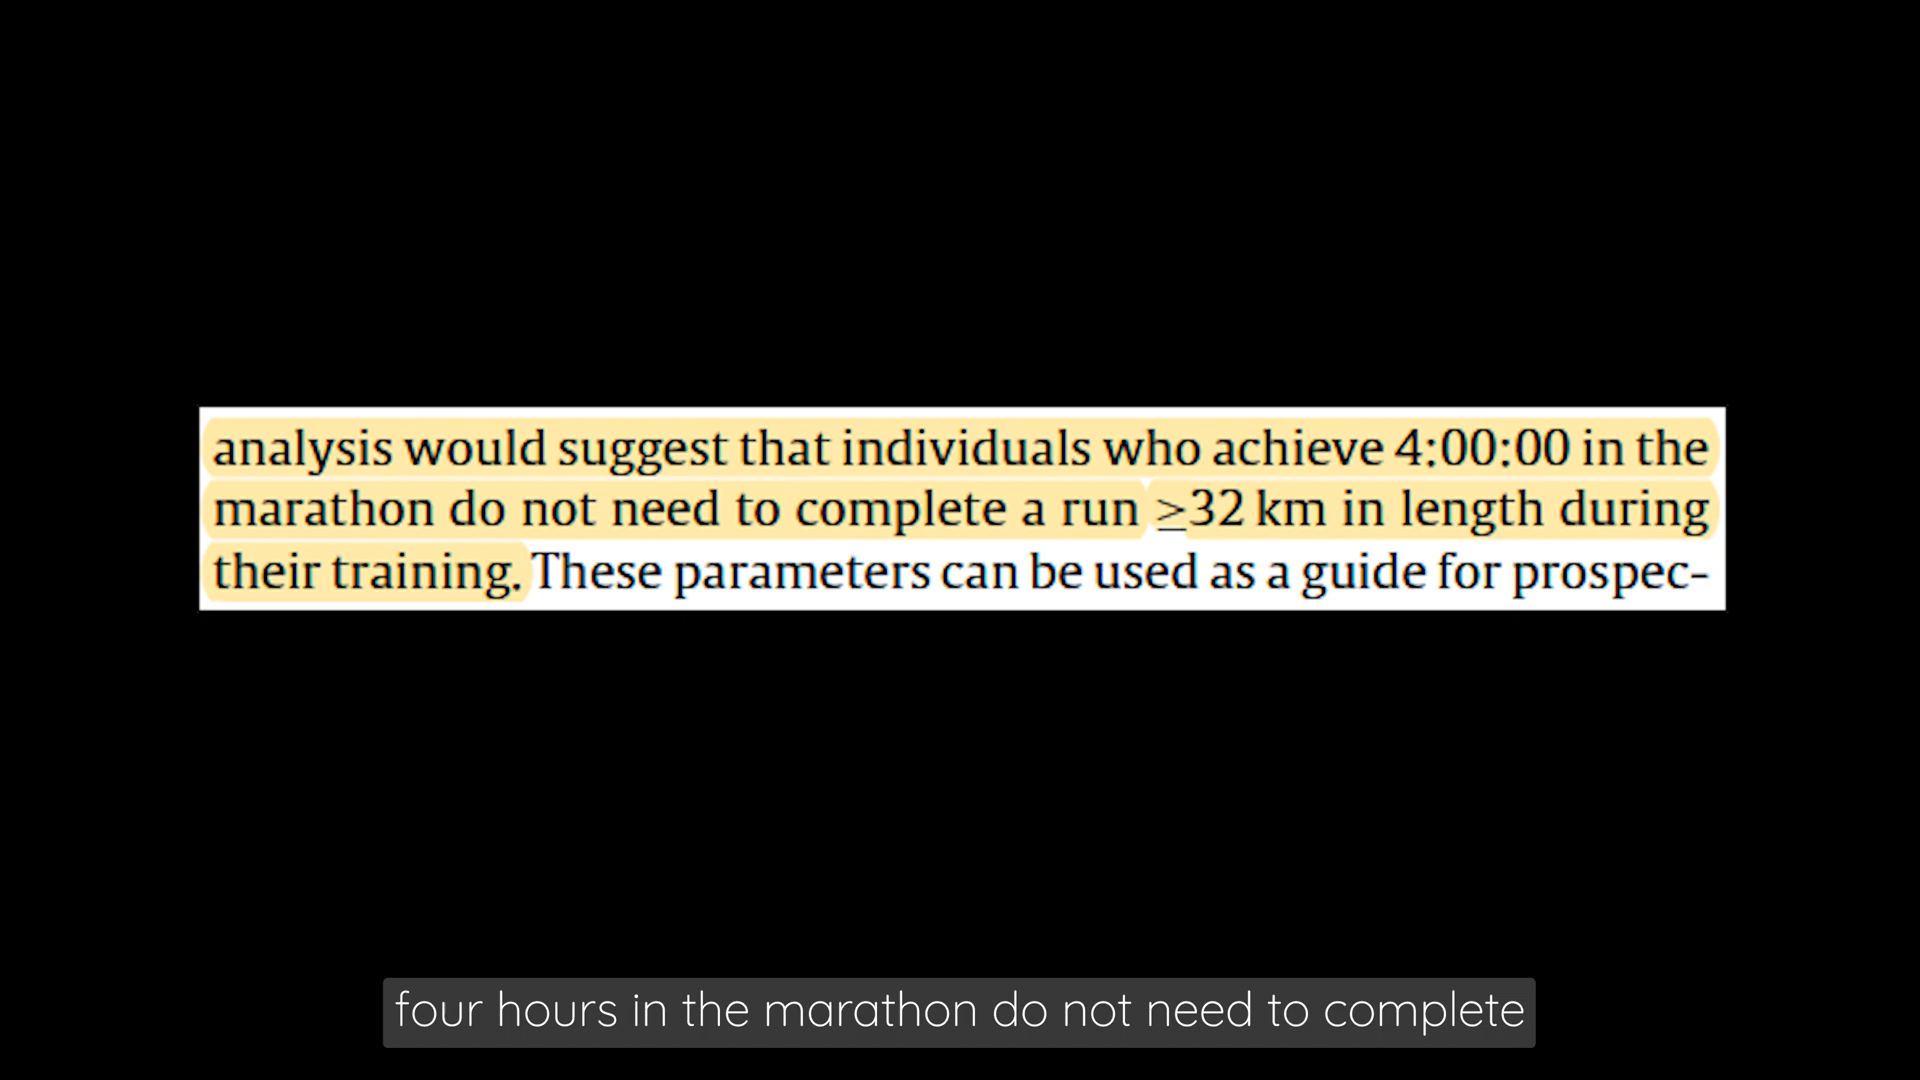 analysis would suggest that individuals who achieve 4:00:00 in the
marathon do not need to complete a run ≥32 km in length during
their training. These parameters can be used as a guide for prospec-
four hours in the marathon do not need to complete